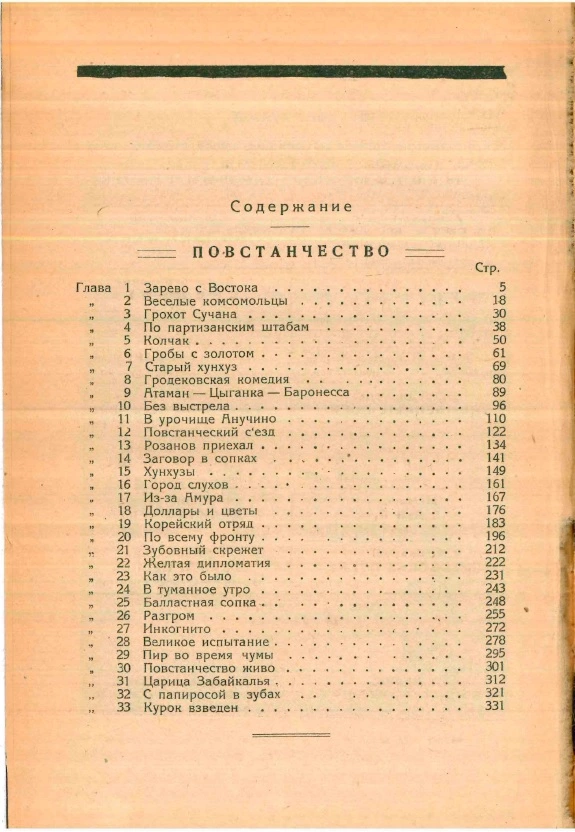 Содержание
ПОВСТАНЧЕСТВО
Стр.
Глава 1 Зарево с Востока . . . . . . . . . . . . . . . 5
„ 2 Веселые комсомольцы . . . . . . . . . . . . . 18
„ 3 Грохот Сучана . . . . . . . . . . . . . . . . 30
„ 4 По партизанским штабам . . . . . . . . . . . 38
„ 5 Колчак . . . . . . . . . . . . . . . . . . . 50
„ 6 Гробы с золотом . . . . . . . . . . . . . . . 61
„ 7 Старый хунхуз . . . . . . . . . . . . . . . . 69
„ 8 Гродековская комедия . . . . . . . . . . . . 80
„ 9 Атаман — Цыганка — Баронесса . . . . . . . . 89
„ 10 Без выстрела . . . . . . . . . . . . . . . . 96
„ 11 В урочище Анучино . . . . . . . . . . . . . 110
„ 12 Повстанческий с'езд . . . . . . . . . . . . 122
„ 13 Розанов приехал . . . . . . . . . . . . . . 134
„ 14 Заговор в сопках . . . . . . . . . . . . . . 141
„ 15 Хунхузы . . . . . . . . . . . . . . . . . . 149
„ 16 Город слухов . . . . . . . . . . . . . . . . 161
„ 17 Из-за Амура . . . . . . . . . . . . . . . . 167
„ 18 Доллары и цветы . . . . . . . . . . . . . . 176
„ 19 Корейский отряд . . . . . . . . . . . . . . 183
„ 20 По всему фронту . . . . . . . . . . . . . . 196
„ 21 Зубовный скрежет . . . . . . . . . . . . . . 212
„ 22 Желтая дипломатия . . . . . . . . . . . . . 222
„ 23 Как это было . . . . . . . . . . . . . . . . 231
„ 24 В туманное утро . . . . . . . . . . . . . . 243
„ 25 Балластная сопка . . . . . . . . . . . . . . 248
„ 26 Разгром . . . . . . . . . . . . . . . . . . 255
„ 27 Инкогнито . . . . . . . . . . . . . . . . . 272
„ 28 Великое испытание . . . . . . . . . . . . . 278
„ 29 Пир во время чумы . . . . . . . . . . . . . 295
„ 30 Повстанчество живо . . . . . . . . . . . . . 301
„ 31 Царица Забайкалья . . . . . . . . . . . . . 312
„ 32 С папиросой в зубах . . . . . . . . . . . . 321
„ 33 Курок взведен . . . . . . . . . . . . . . . 331